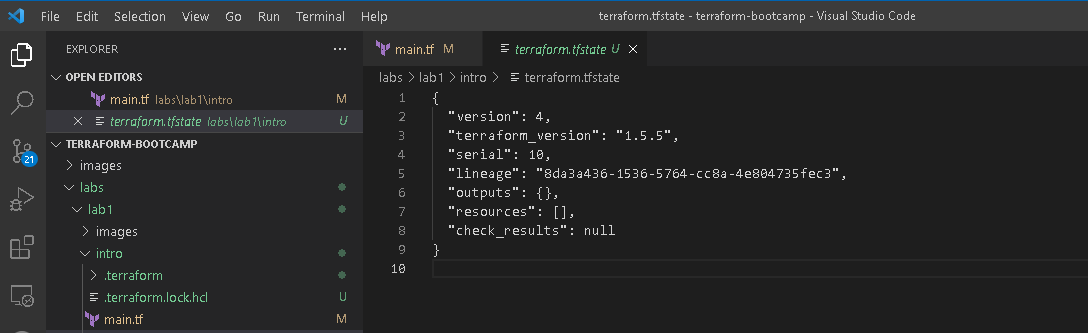 File Edit Selection View Go Run Terminal Help terraform.tfstate - terraform-bootcamp - Visual Studio Code
EXPLORER
OPEN EDITORS
main.tf labs\lab1\intro M
terraform.tfstate labs\lab1\intro U
TERRAFORM-BOOTCAMP
images
labs
lab1
images
intro
.terraform
.terraform.lock.hcl U
main.tf M
21
main.tf M terraform.tfstate U
labs > lab1 > intro > terraform.tfstate
1 {
2 "version": 4,
3 "terraform_version": "1.5.5",
4 "serial": 10,
5 "lineage": "8da3a436-1536-5764-cc8a-4e804735fec3",
6 "outputs": {},
7 "resources": [],
8 "check_results": null
9 }
10